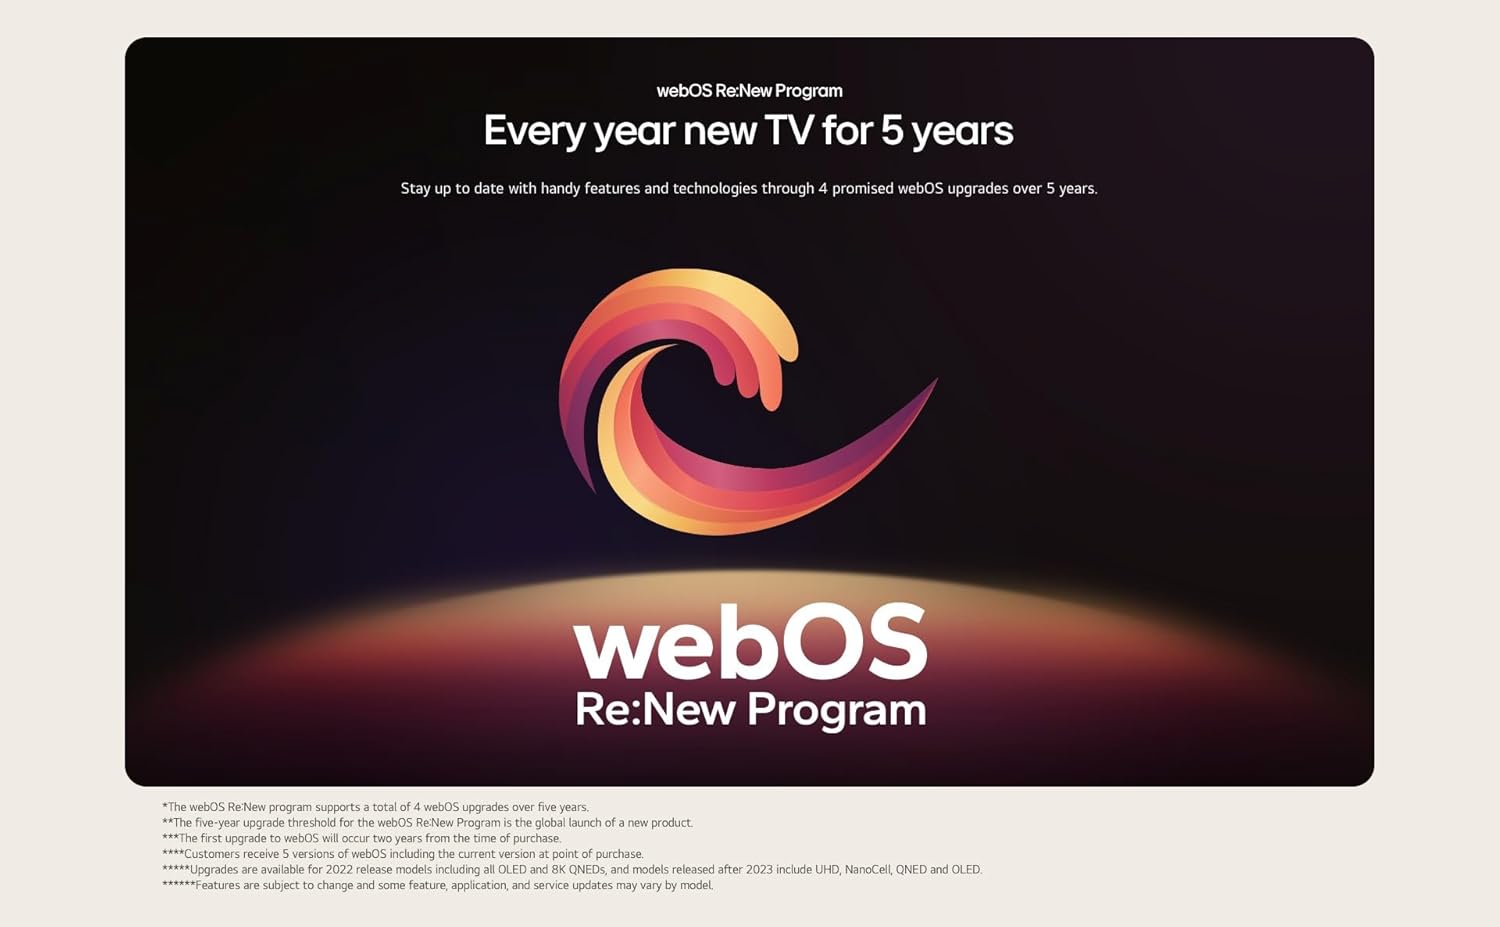 webOS Re:New Program
Every year new TV for 5 years
Stay up to date with handy features and technologies through 4 promised webOS upgrades over 5 years.
webOS
Re:New Program
*The webOS Re:New program supports a total of 4 webOS upgrades over five years.
**The five-year upgrade threshold for the webOS Re:New Program is the global launch of a new product.
***The first upgrade to webOS will occur two years from the time of purchase.
****Customers receive 5 versions of webOS including the current version at point of purchase.
*****Upgrades are available for 2022 release models including all OLED and 8K QNEDs, and models released after 2023 include UHD, NanoCell, QNED and OLED.
******Features are subject to change and some feature, application, and service updates may vary by model.